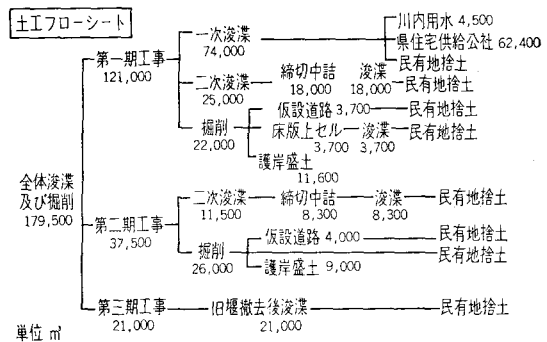 土工フローシート
川内用水 4,500
一次浚渫 県住宅供給公社 62,400
74,000
第一期工事 民有地捨土
121,000
二次浚渫 締切中詰 浚渫 民有地捨土
25,000 18,000 18,000
仮設道路 3,700 民有地捨土
掘削 床版上セル 浚渫 民有地捨土
22,000 3,700 3,700
護岸盛土
11,600
全体浚渫
及び掘削
179,500
二次浚渫 締切中詰 浚渫 民有地捨土
11,500 8,300 8,300
第二期工事
37,500
仮設道路 4,000 民有地捨土
掘削 民有地捨土
26,000
護岸盛土 9,000
第三期工事 旧堰撤去後浚渫 民有地捨土
21,000 21,000
単位 ㎥